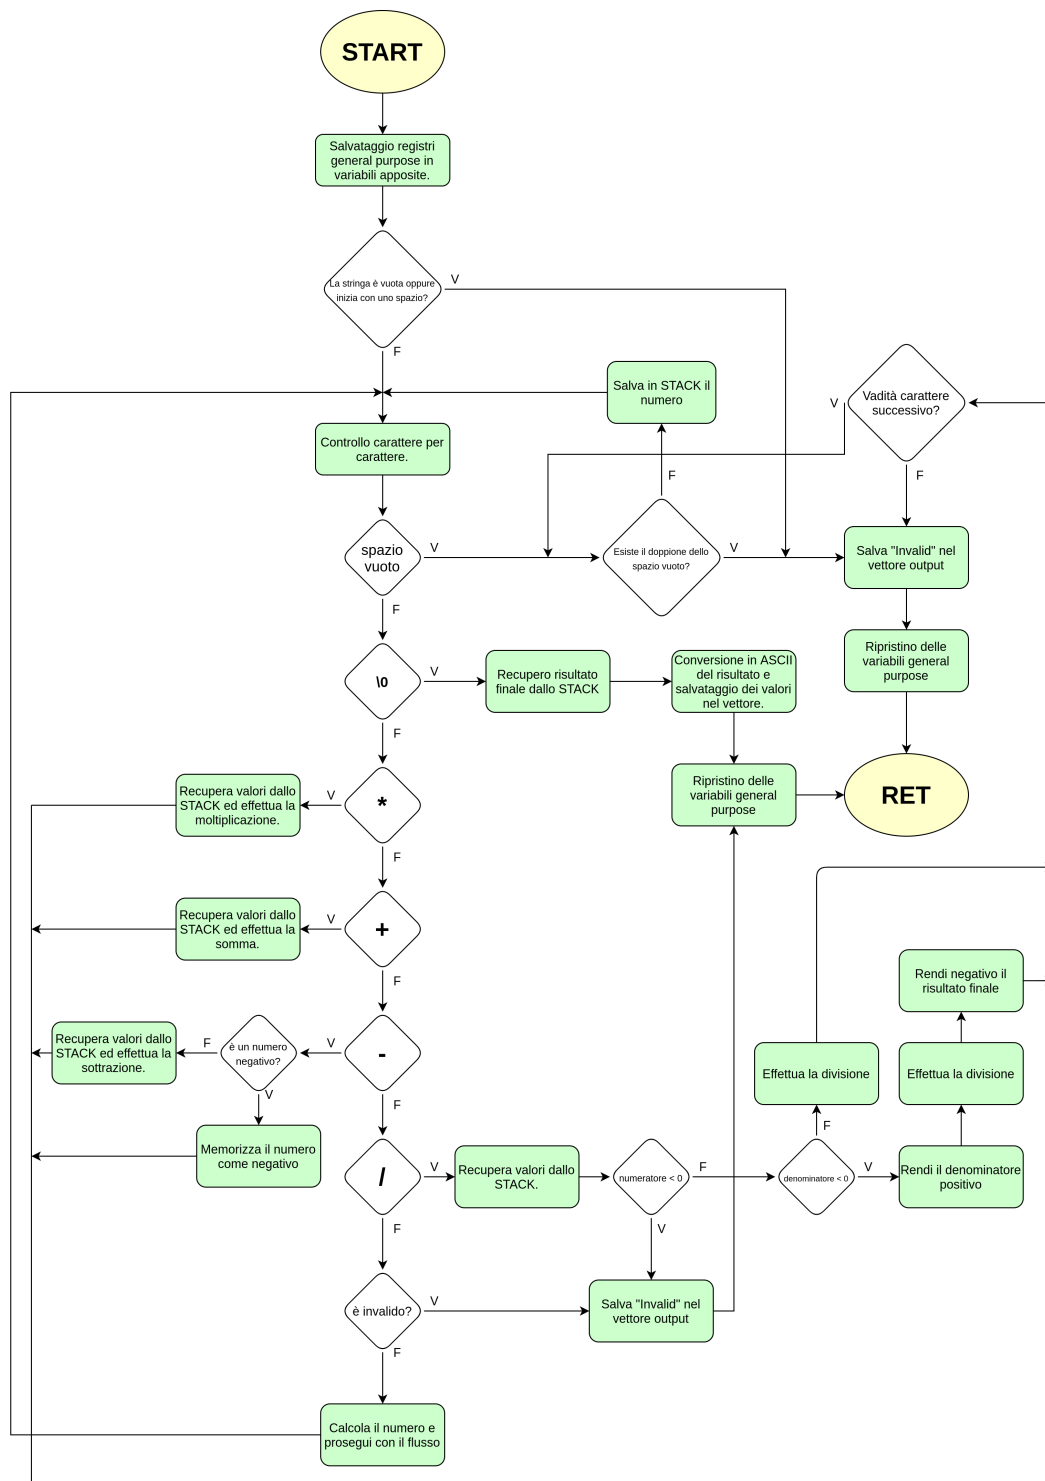 START
Salvataggio registri
general purpose in
variabili apposite.
La stringa è vuota oppure
inizia con uno spazio?
V
F
Salva in STACK il
numero
Vadità carattere
successivo?
V
F
Controllo carattere per
carattere.
F
spazio
vuoto
V
F
Esiste il doppione dello
spazio vuoto?
V
Salva "Invalid" nel
vettore output
Ripristino delle
variabili general
purpose
\0
V
F
Recupero risultato
finale dallo STACK
Conversione in ASCII
del risultato e
salvataggio dei valori
nel vettore.
Ripristino delle
variabili general
purpose
RET
Recupera valori dallo
STACK ed effettua la
moltiplicazione.
V
*
F
Recupera valori dallo
STACK ed effettua la
somma.
V
+
F
Rendi negativo il
risultato finale
Recupera valori dallo
STACK ed effettua la
sottrazione.
F
è un numero
negativo?
V
V
-
F
Effettua la divisione
Effettua la divisione
Memorizza il numero
come negativo
/
V
F
Recupera valori dallo
STACK.
numeratore < 0
F
V
denominatore < 0
F
V
Rendi il denominatore
positivo
è invalido?
V
F
Salva "Invalid" nel
vettore output
Calcola il numero e
prosegui con il flusso